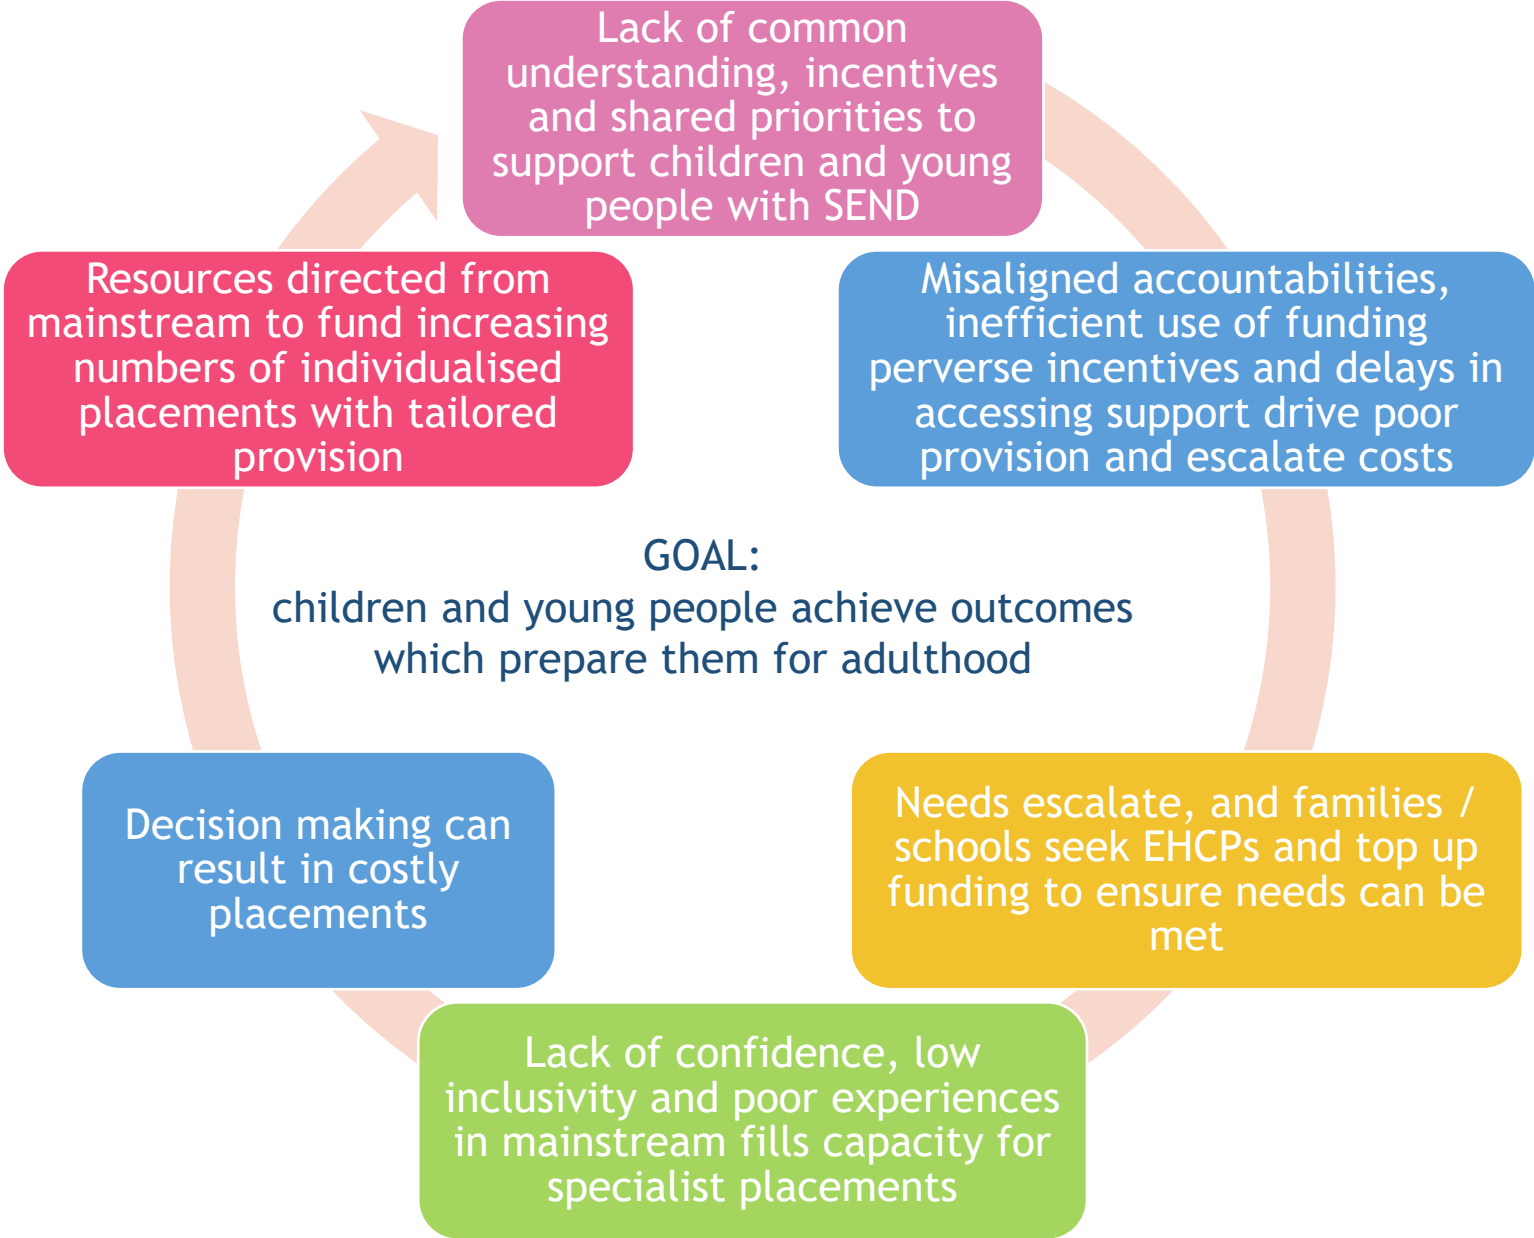 Lack of common
understanding, incentives
and shared priorities to
support children and young
people with SEND
Misaligned accountabilities,
inefficient use of funding
perverse incentives and delays in
accessing support drive poor
provision and escalate costs
Needs escalate, and families /
schools seek EHCPs and top up
funding to ensure needs can be
met
Lack of confidence, low
inclusivity and poor experiences
in mainstream fills capacity for
specialist placements
Decision making can
result in costly
placements
Resources directed from
mainstream to fund increasing
numbers of individualised
placements with tailored
provision
GOAL:
children and young people achieve outcomes
which prepare them for adulthood